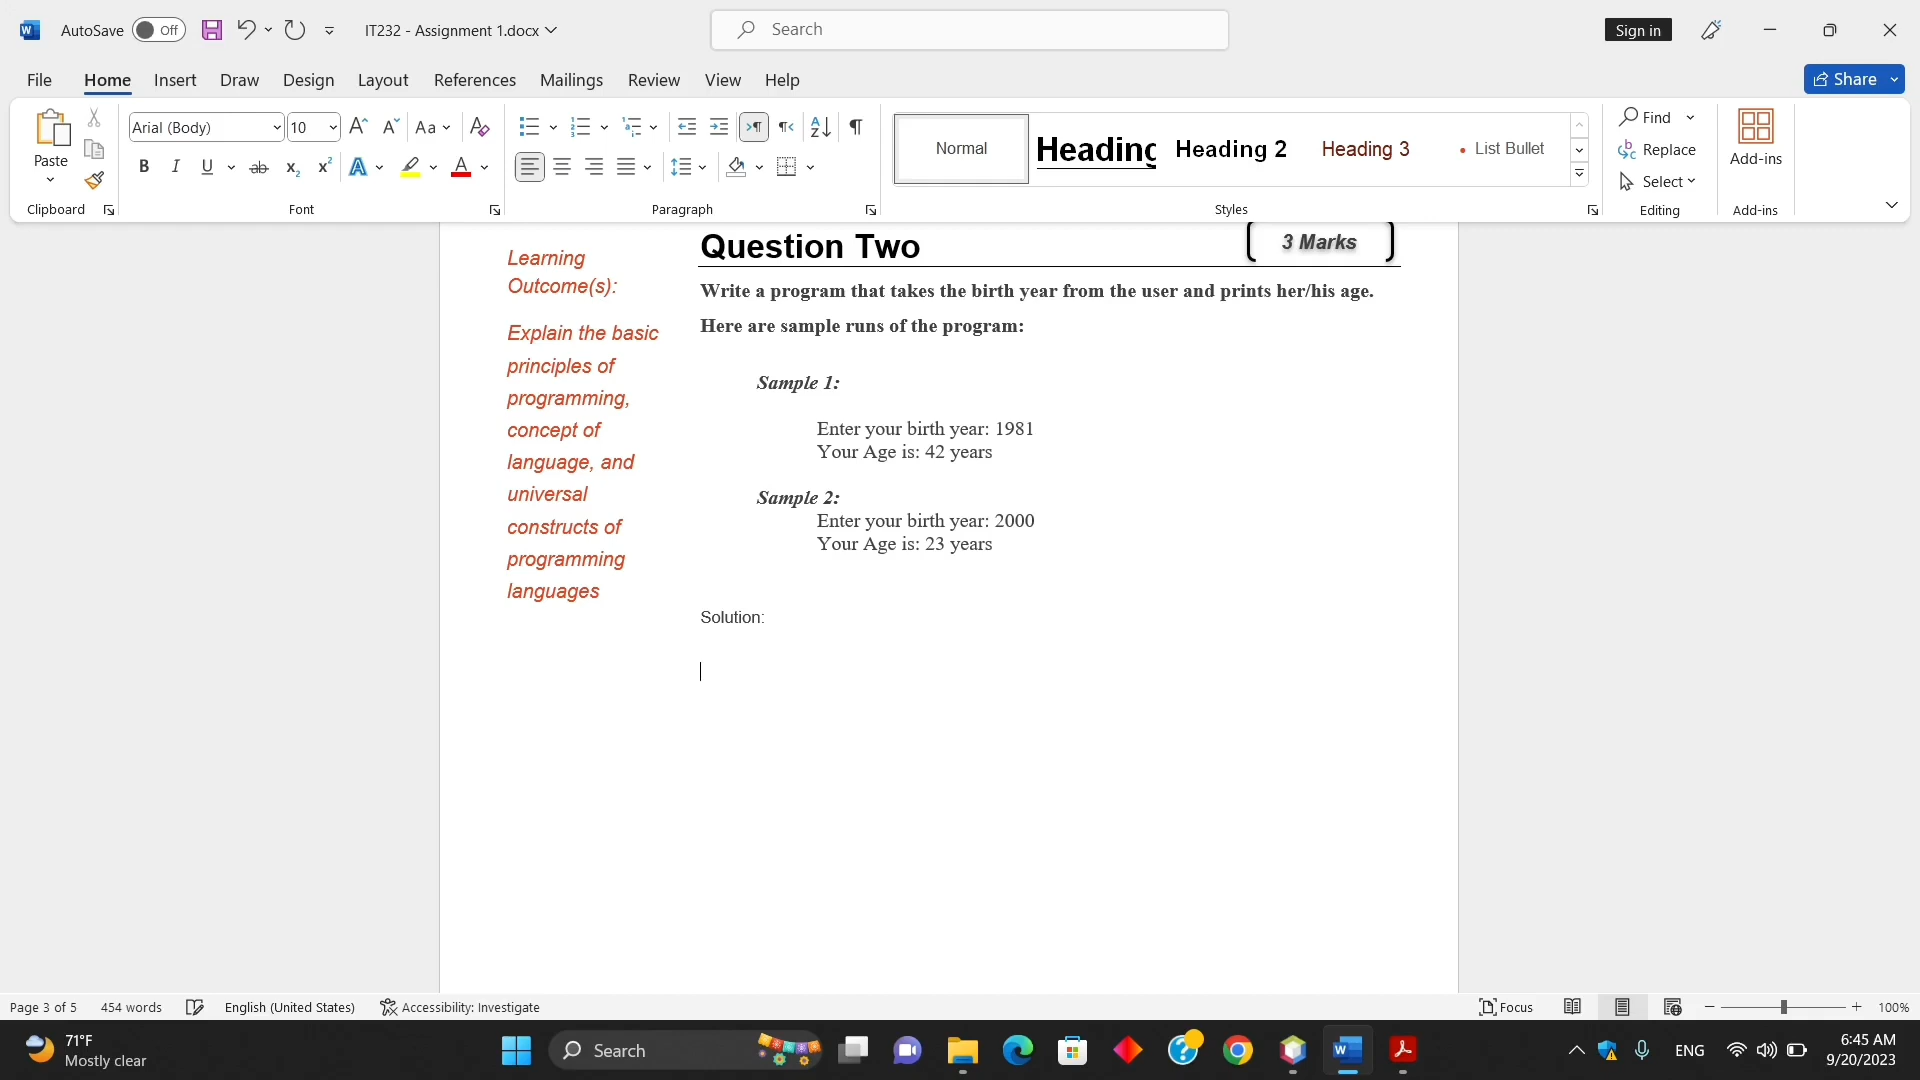 AutoSave Off IT232 - Assignment 1.docx Search Sign in
File Home Insert Draw Design Layout References Mailings Review View Help Share
Paste
Clipboard
Arial (Body) 10
Font
Paragraph
Normal Heading Heading 2 Heading 3 • List Bullet
Styles
Find
Replace
Select
Editing
Add-ins
Add-ins
Learning
Outcome(s):
Explain the basic
principles of
programming,
concept of
language, and
universal
constructs of
programming
languages
Question Two
3 Marks
Write a program that takes the birth year from the user and prints her/his age.
Here are sample runs of the program:
Sample 1:
Enter your birth year: 1981
Your Age is: 42 years
Sample 2:
Enter your birth year: 2000
Your Age is: 23 years
Solution:
Page 3 of 5 454 words English (United States) Accessibility: Investigate Focus 100%
71°F
Mostly clear
Search
ENG
6:45 AM
9/20/2023